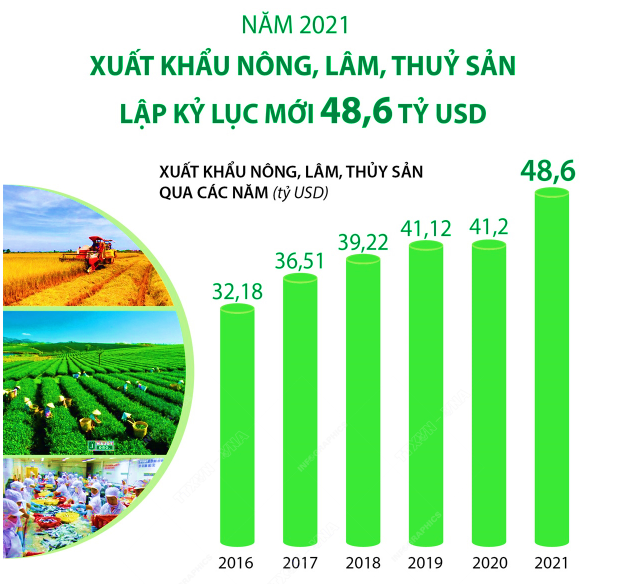 NĂM 2021
XUẤT KHẨU NÔNG, LÂM, THUỶ SẢN
LẬP KỶ LỤC MỚI 48,6 TỶ USD
XUẤT KHẨU NÔNG, LÂM, THỦY SẢN
QUA CÁC NĂM (tỷ USD)
32,18
36,51
39,22
41,12
41,2
48,6
2016
2017
2018
2019
2020
2021